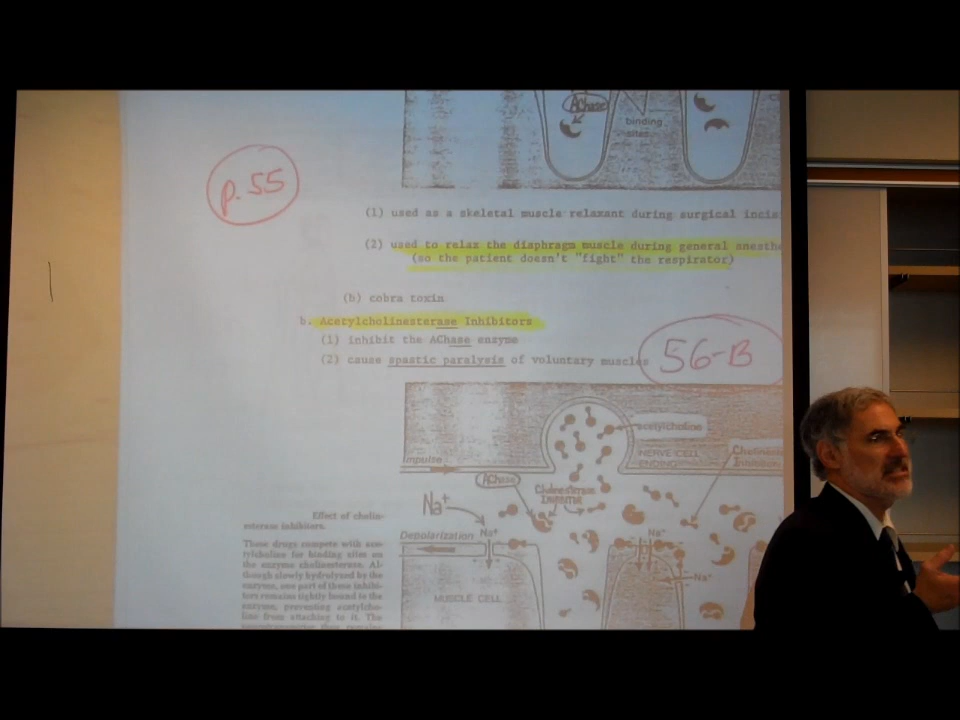 AChase
binding
sites
p.55
(1) used as a skeletal muscle relaxant during surgical incis
(2) used to relax the diaphragm muscle during general anesthe
(so the patient doesn't "fight" the respirator)
(b) cobra toxin
b. Acetylcholinesterase Inhibitors
(1) inhibit the AChase enzyme
(2) cause spastic paralysis of voluntary muscles
56-B
acetylcholine
Impulse
NERVE CELL
ENDING
AChase
Na+
Effect of cholin-
esterase inhibitors.
Depolarization
Na+
Na+
These drugs compete with ace-
tylcholine for binding sites on
the enzyme cholinesterase. Al-
though slowly hydrolyzed by the
enzyme, one part of these inhibi-
tors remains tightly bound to the
enzyme, preventing acetylcho-
line from attaching to it. The
Na+
MUSCLE CELL